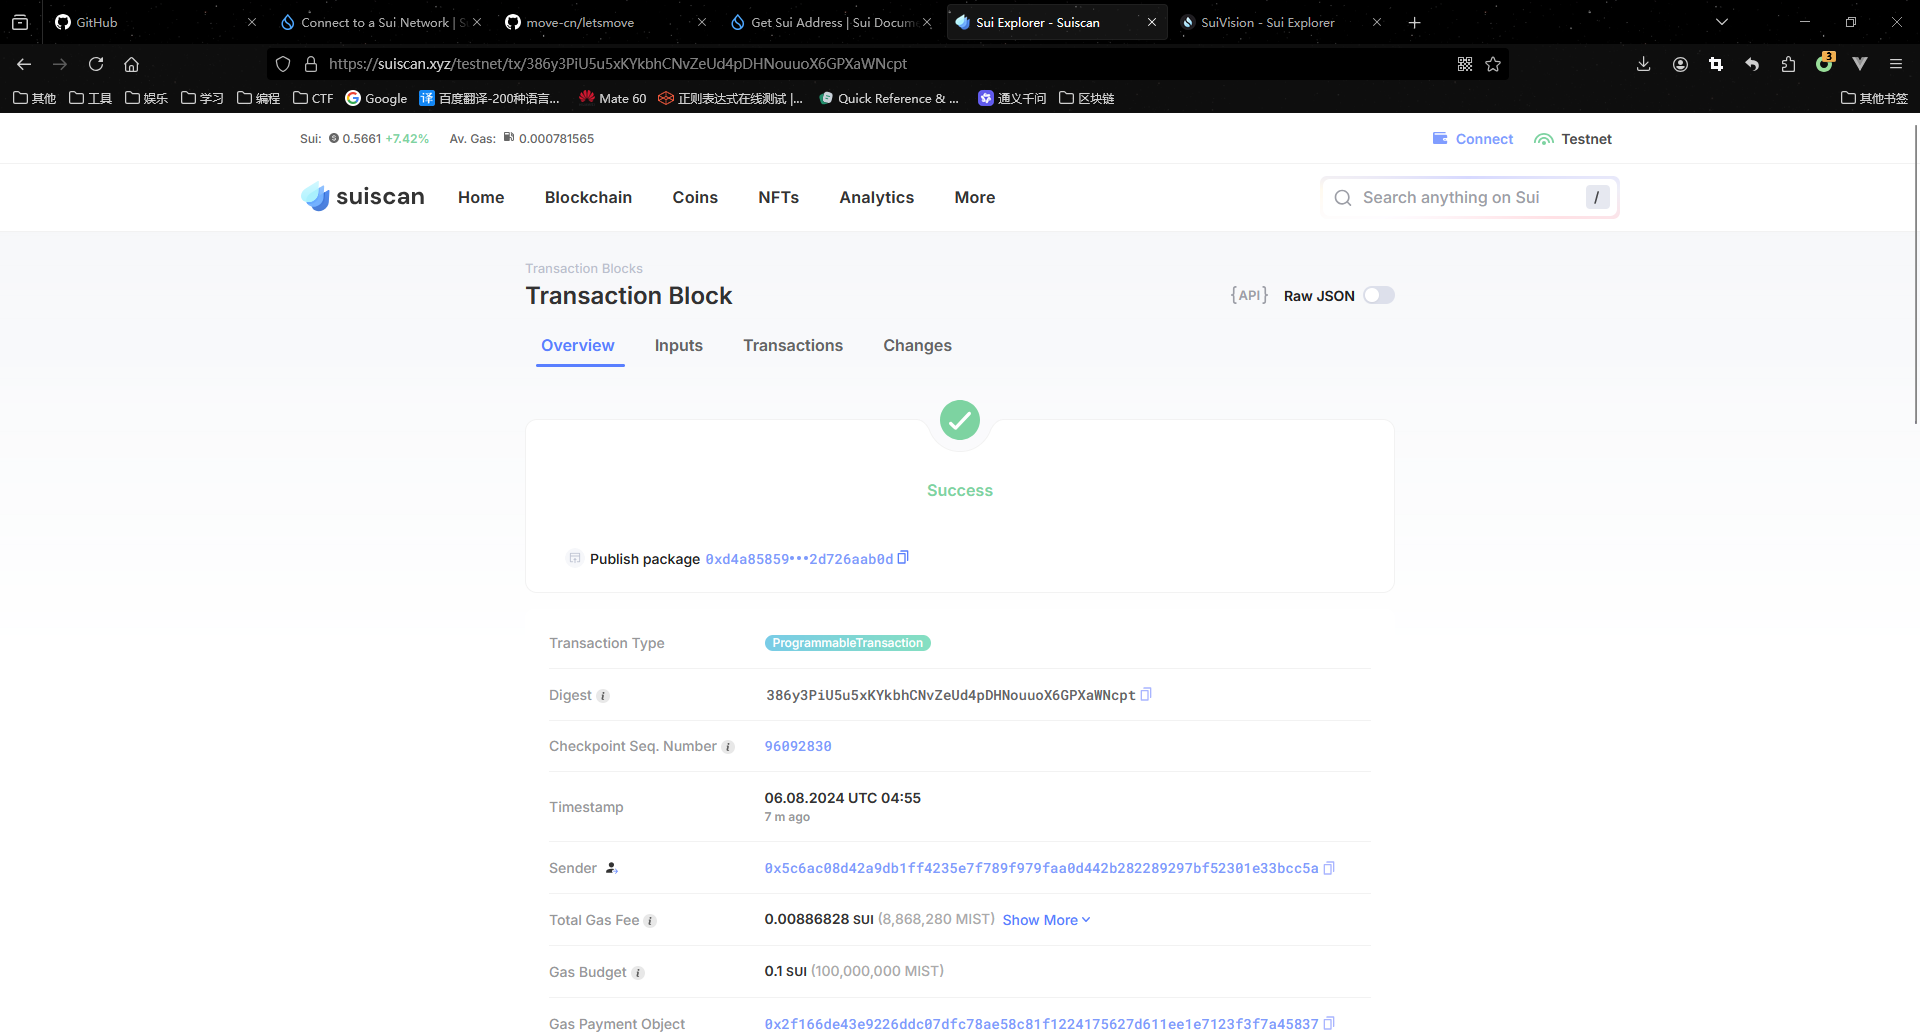 GitHub
Connect to a Sui Network | S
move-cn/letsmove
Get Sui Address | Sui Docum
Sui Explorer - Suiscan
SuiVision - Sui Explorer
https://suiscan.xyz/testnet/tx/386y3PiU5u5xKYkbhCNvZeUd4pDHNouuoX6GPXaWNcpt
3
其他 工具 娱乐 学习 编程 CTF Google 译 百度翻译-200种语言... Mate 60 正则表达式在线测试 |... Quick Reference & ... 通义千问 区块链 其他书签
Sui: 0.5661 +7.42% Av. Gas: 0.000781565 Connect Testnet
suiscan Home Blockchain Coins NFTs Analytics More Search anything on Sui /
Transaction Blocks
Transaction Block {API} Raw JSON
Overview Inputs Transactions Changes
Success
Publish package 0xd4a85859•••2d726aab0d
Transaction Type ProgrammableTransaction
Digest i 386y3PiU5u5xKYkbhCNvZeUd4pDHNouuoX6GPXaWNcpt
Checkpoint Seq. Number i 96092830
Timestamp 06.08.2024 UTC 04:55
7 m ago
Sender 0x5c6ac08d42a9db1ff4235e7f789f979faa0d442b282289297bf52301e33bcc5a
Total Gas Fee i 0.00886828 SUI (8,868,280 MIST) Show More
Gas Budget i 0.1 SUI (100,000,000 MIST)
Gas Payment Object 0x2f166de43e9226ddc07dfc78ae58c81f1224175627d611ee1e7123f3f7a45837